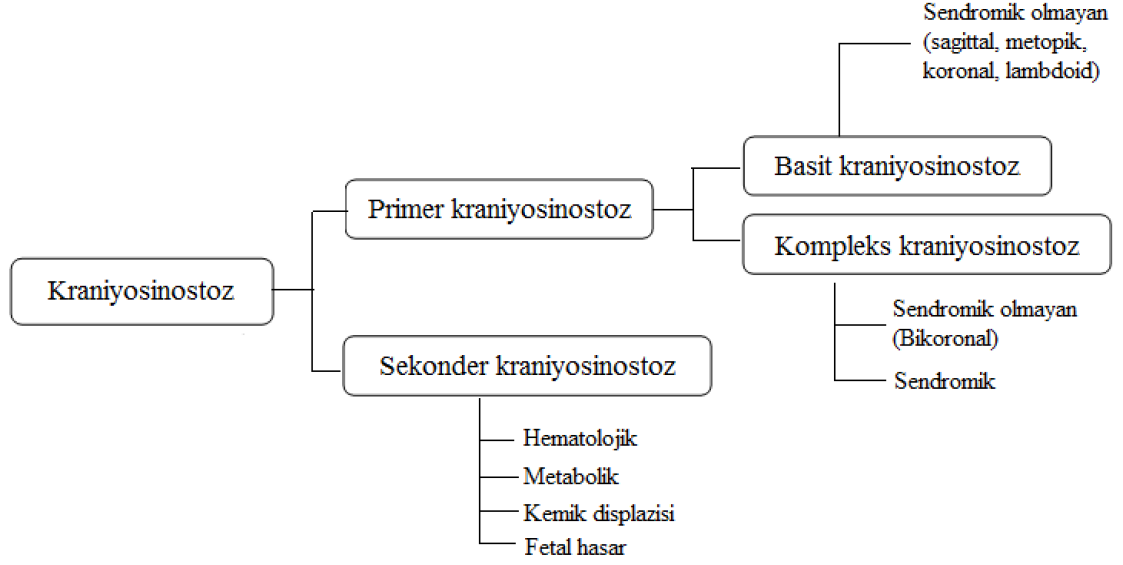 Sendromik olmayan
(sagittal, metopik,
koronal, lambdoid)
Basit kraniyosinostoz
Primer kraniyosinostoz
Kompleks kraniyosinostoz
Kraniyosinostoz
Sendromik olmayan
(Bikoronal)
Sendromik
Sekonder kraniyosinostoz
Hematolojik
Metabolik
Kemik displazisi
Fetal hasar